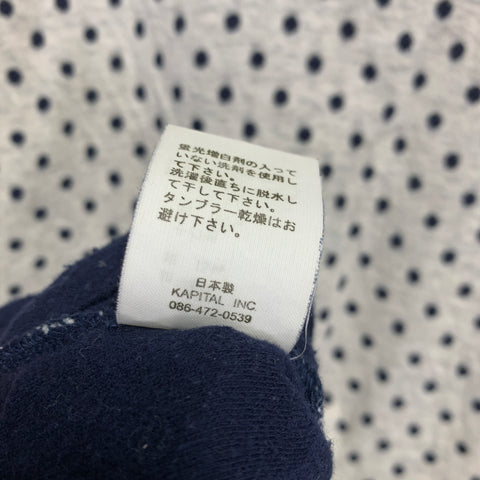 蛍光増白剤の入って
いない洗剤を使用し
て下さい。
洗濯後直ちに脱水し
て干して下さい。
タンブラー乾燥はお
避け下さい。
日本製
KAPITAL INC.
086-472-0539